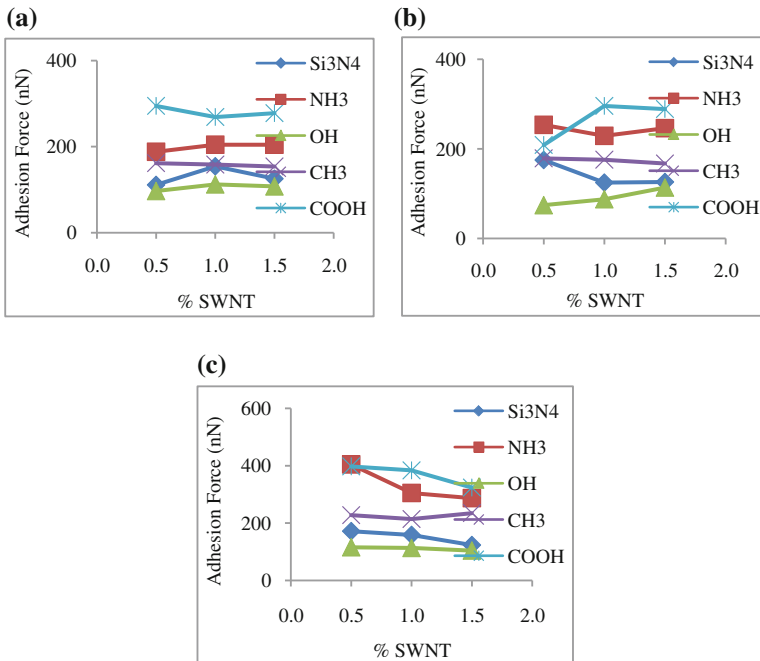 (a)
400
200
0
Adhesion Force (nN)
0.0 0.5 1.0 1.5 2.0
% SWNT
Si3N4
NH3
OH
CH3
COOH
(b)
400
200
0
Adhesion Force (nN)
0.0 0.5 1.0 1.5 2.0
% SWNT
Si3N4
NH3
OH
CH3
COOH
(c)
600
400
200
0
Adhesion Force (nN)
0.0 0.5 1.0 1.5 2.0
% SWNT
Si3N4
NH3
OH
CH3
COOH